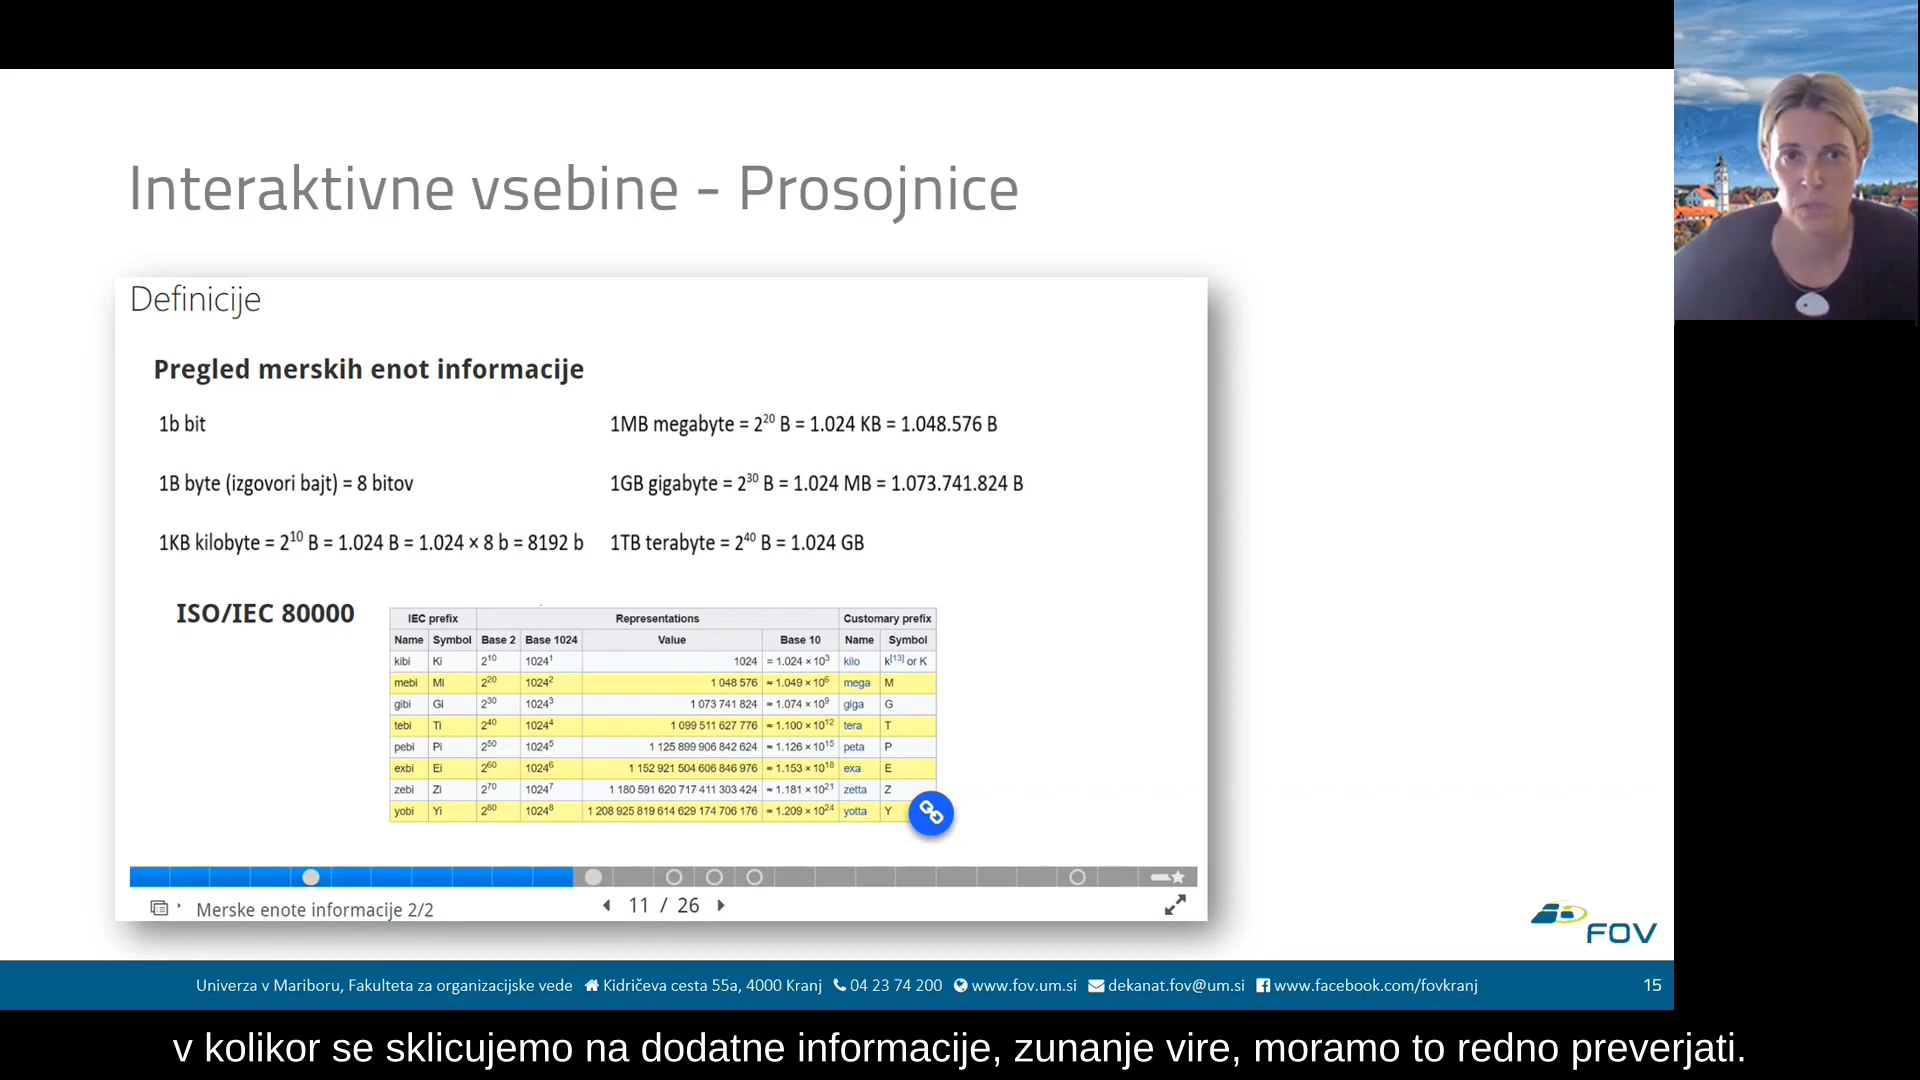 Interaktivne vsebine - Prosojnice
Definicije
Pregled merskih enot informacije
1b bit
1B byte (izgovori bajt) = 8 bitov
1KB kilobyte = 2¹⁰ B = 1.024 B = 1.024 × 8 b = 8192 b
1MB megabyte = 2²⁰ B = 1.024 KB = 1.048.576 B
1GB gigabyte = 2³⁰ B = 1.024 MB = 1.073.741.824 B
1TB terabyte = 2⁴⁰ B = 1.024 GB
ISO/IEC 80000
IEC prefix Representations Customary prefix
Name Symbol Base 2 Base 1024 Value Base 10 Name Symbol
kibi Ki 2¹⁰ 1024¹ 1024 = 1.024 × 10³ kilo k[13] or K
mebi Mi 2²⁰ 1024² 1 048 576 ≈ 1.049 × 10⁶ mega M
gibi Gi 2³⁰ 1024³ 1 073 741 824 ≈ 1.074 × 10⁹ giga G
tebi Ti 2⁴⁰ 1024⁴ 1 099 511 627 776 ≈ 1.100 × 10¹² tera T
pebi Pi 2⁵⁰ 1024⁵ 1 125 899 906 842 624 ≈ 1.126 × 10¹⁵ peta P
exbi Ei 2⁶⁰ 1024⁶ 1 152 921 504 606 846 976 ≈ 1.153 × 10¹⁸ exa E
zebi Zi 2⁷⁰ 1024⁷ 1 180 591 620 717 411 303 424 ≈ 1.181 × 10²¹ zetta Z
yobi Yi 2⁸⁰ 1024⁸ 1 208 925 819 614 629 174 706 176 ≈ 1.209 × 10²⁴ yotta Y
Merske enote informacije 2/2
11 / 26
FOV
Univerza v Mariboru, Fakulteta za organizacijske vede Kidričeva cesta 55a, 4000 Kranj 04 23 74 200 www.fov.um.si dekanat.fov@um.si www.facebook.com/fovkranj 15
v kolikor se sklicujemo na dodatne informacije, zunanje vire, moramo to redno preverjati.